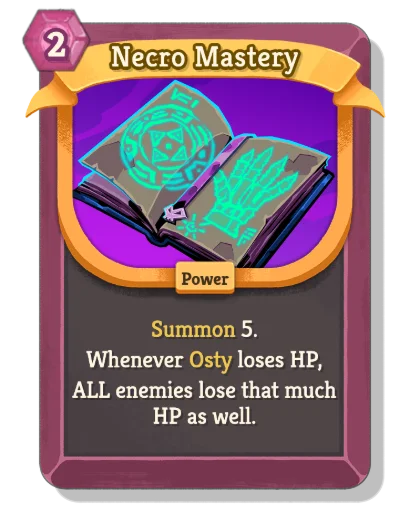 2
Necro Mastery
Power
Summon 5.
Whenever Osty loses HP,
ALL enemies lose that much
HP as well.